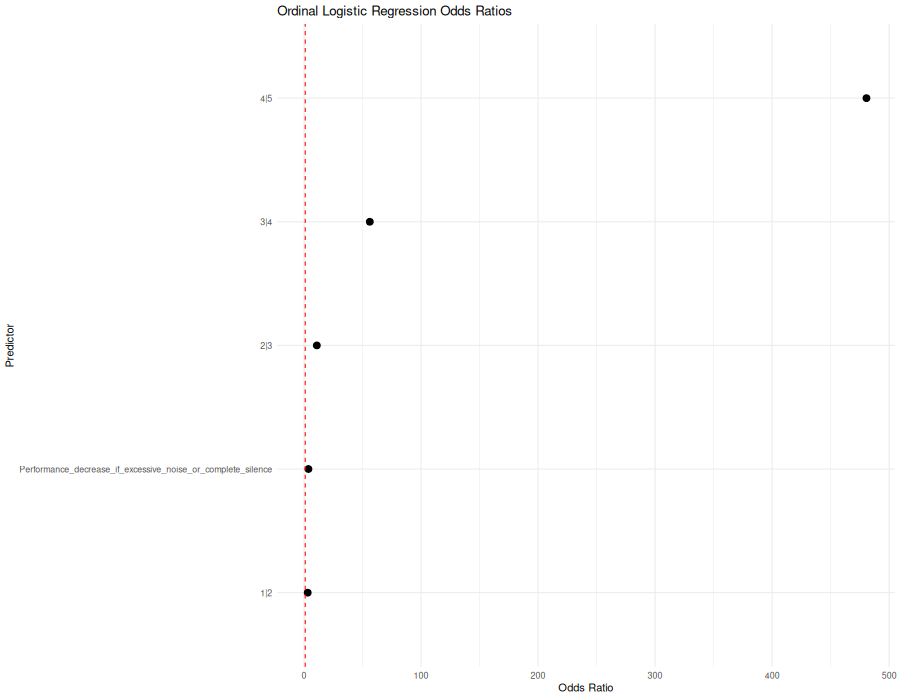 Ordinal Logistic Regression Odds Ratios
4|5
3|4
2|3
Performance_decrease_if_excessive_noise_or_complete_silence
1|2
Predictor
0 100 200 300 400 500
Odds Ratio